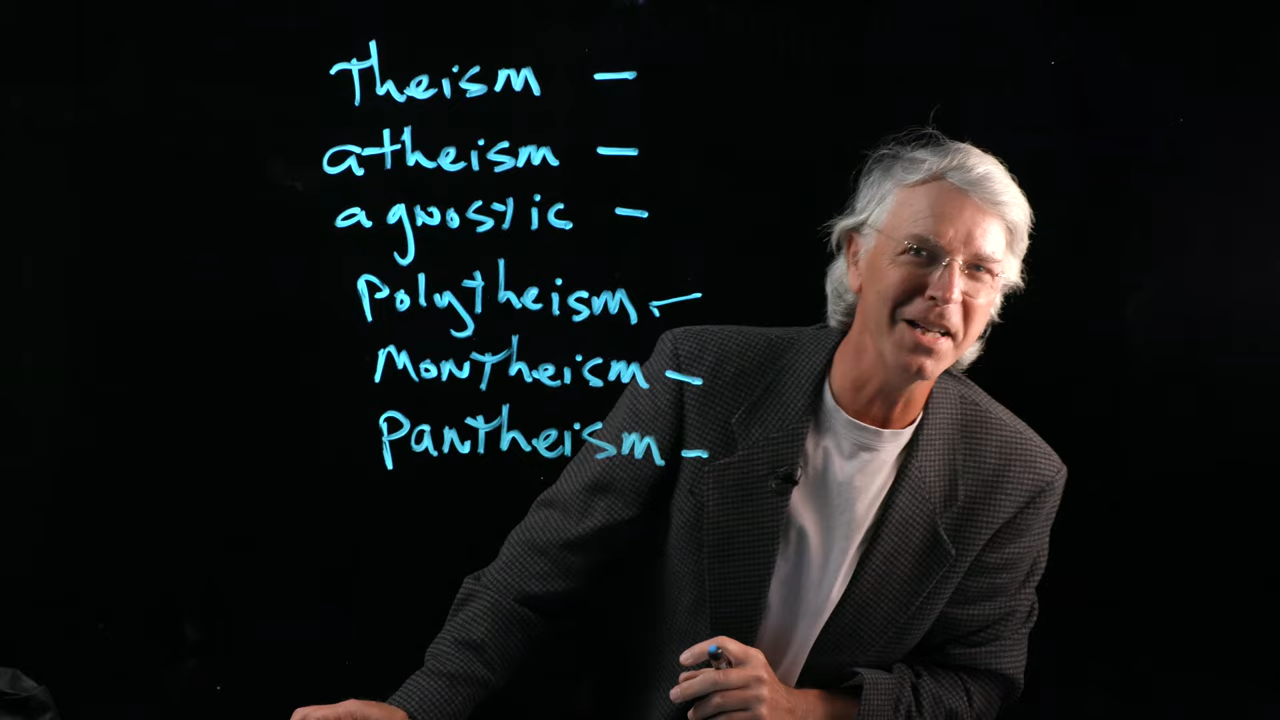 Theism –
atheism –
agnostic –
Polytheism –
Montheism –
Pantheism –